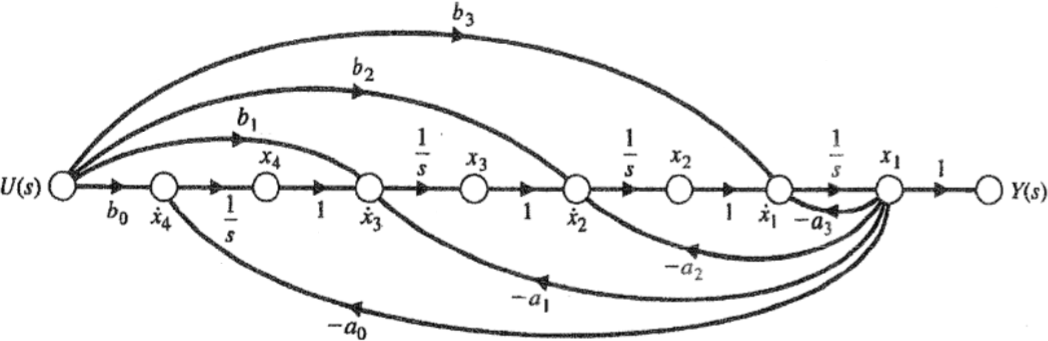 b₃
b₂
b₁
x₄
1/s
x₃
1/s
x₂
1/s
x₁
1
U(s)
Y(s)
b₀
ẋ₄
1/s
1
ẋ₃
1
ẋ₂
1
ẋ₁
-a₃
-a₂
-a₁
-a₀